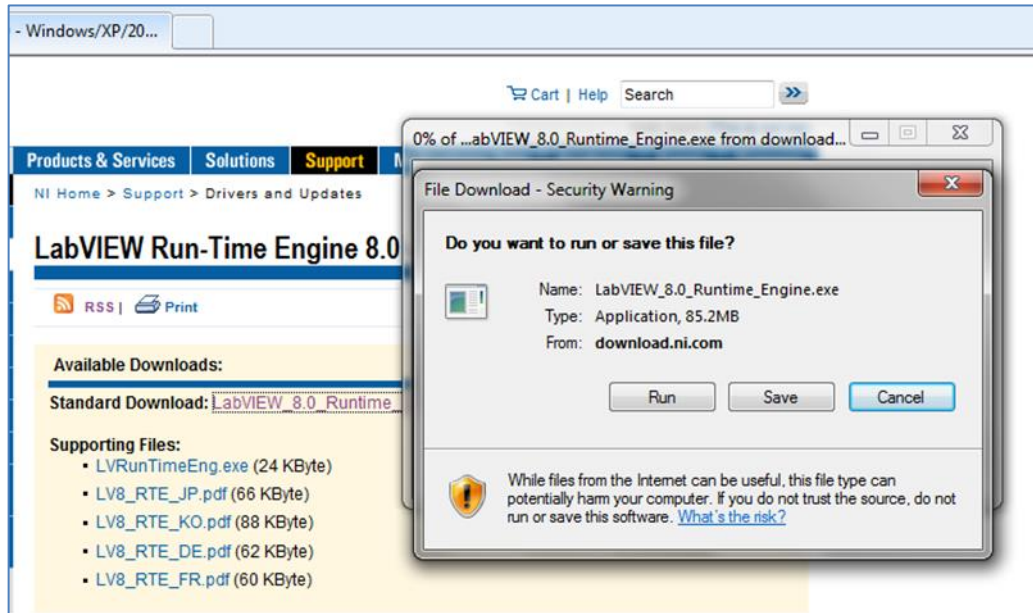 - Windows/XP/20...
Cart | Help Search
Products & Services Solutions Support
NI Home > Support > Drivers and Updates
LabVIEW Run-Time Engine 8.0
RSS | Print
Available Downloads:
Standard Download: LabVIEW_8.0_Runtime_
Supporting Files:
▪ LVRunTimeEng.exe (24 KByte)
▪ LV8_RTE_JP.pdf (66 KByte)
▪ LV8_RTE_KO.pdf (88 KByte)
▪ LV8_RTE_DE.pdf (62 KByte)
▪ LV8_RTE_FR.pdf (60 KByte)
0% of ...abVIEW_8.0_Runtime_Engine.exe from download...
File Download - Security Warning
Do you want to run or save this file?
Name: LabVIEW_8.0_Runtime_Engine.exe
Type: Application, 85.2MB
From: download.ni.com
Run Save Cancel
While files from the Internet can be useful, this file type can
potentially harm your computer. If you do not trust the source, do not
run or save this software. What's the risk?